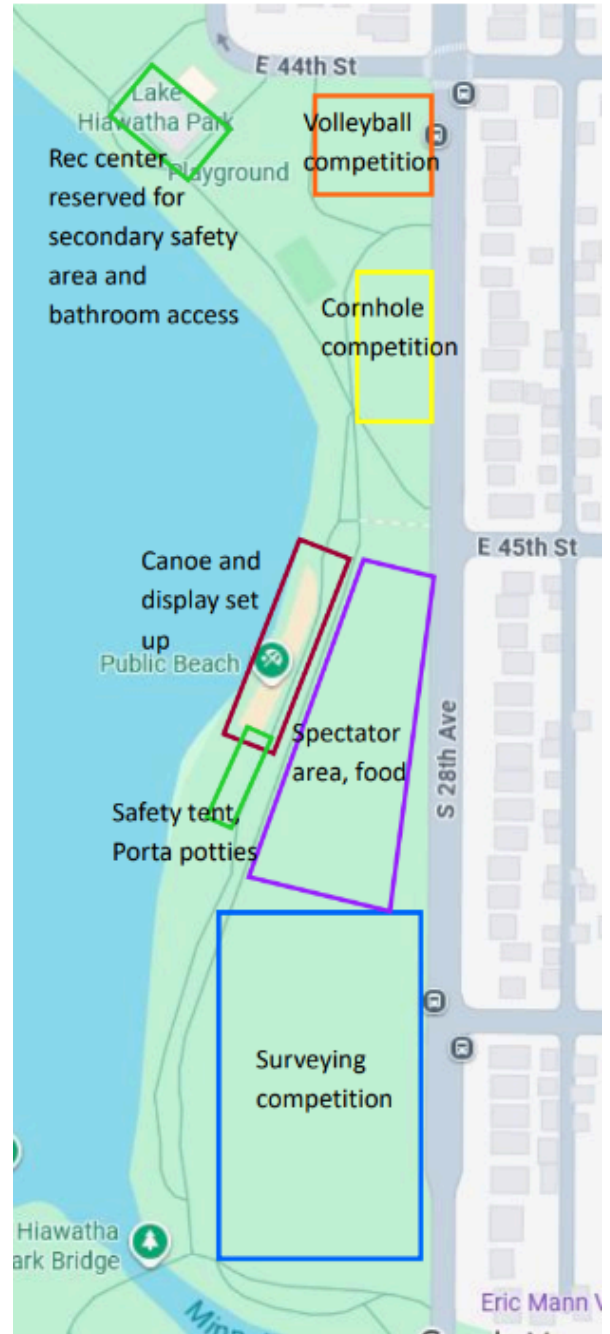 E 44th St
Lake
Hiawatha Park
Volleyball
competition
Rec center
reserved for
secondary safety
area and
bathroom access
Playground
Cornhole
competition
E 45th St
Canoe and
display set
up
Public Beach
Spectator
area, food
S 28th Ave
Safety tent,
Porta potties
Surveying
competition
Hiawatha
ark Bridge
Eric Mann V